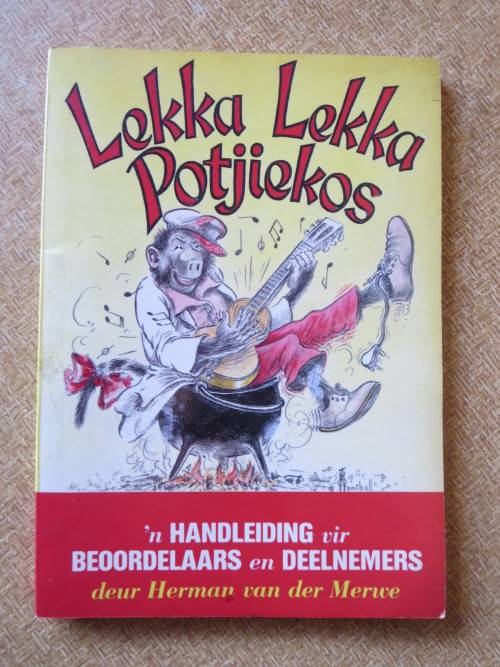 Lekka Lekka
Potjiekos
'n HANDLEIDING vir
BEOORDELAARS en DEELNEMERS
deur Herman van der Merwe